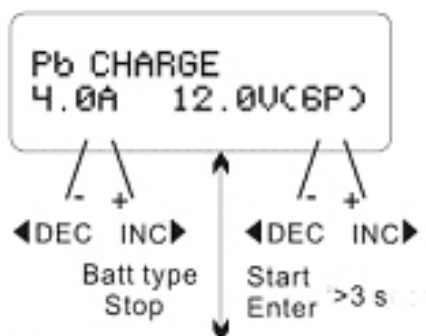 Pb CHARGE
4.0A 12.0V(6P)
- + - +
◀DEC INC▶ ◀DEC INC▶
Batt type Start
Stop Enter >3 s